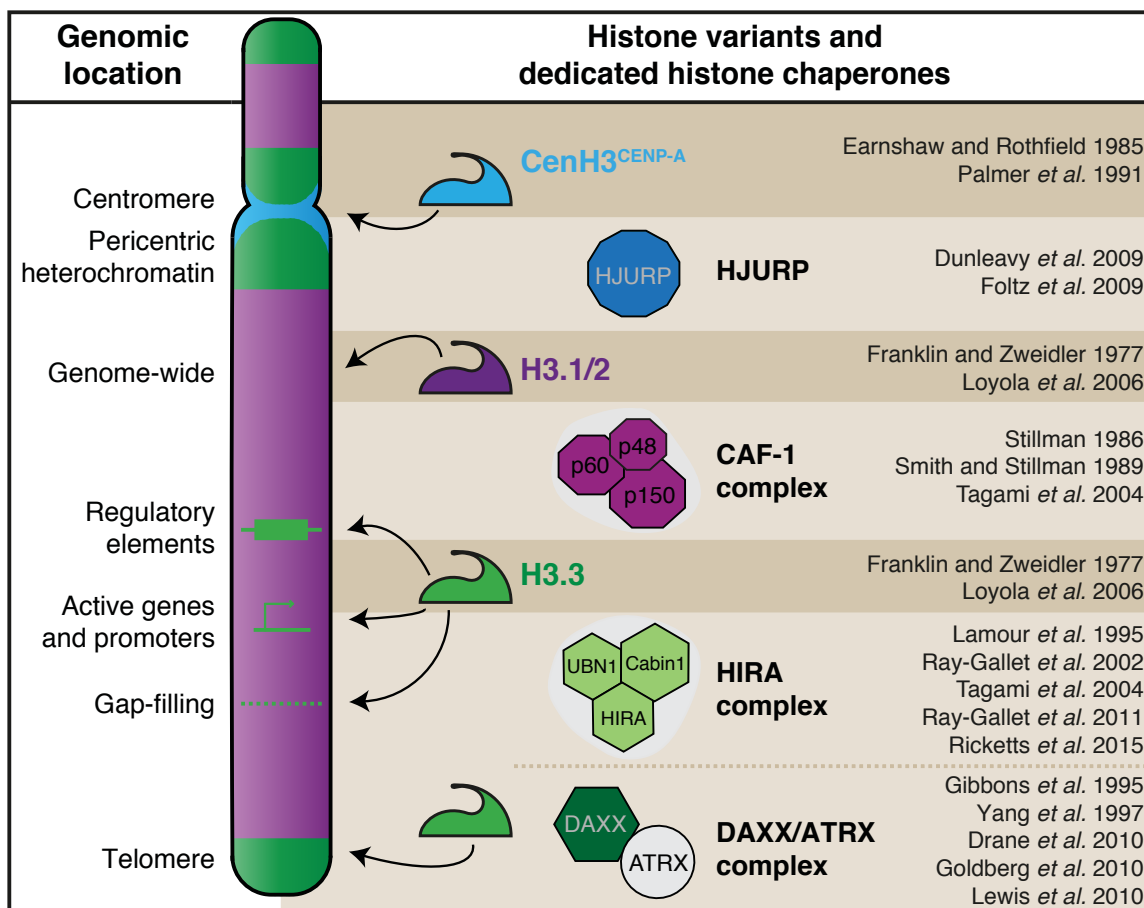 Genomic
location
Histone variants and
dedicated histone chaperones
Centromere
Pericentric
heterochromatin
Genome-wide
Regulatory
elements
Active genes
and promoters
Gap-filling
Telomere
CenH3CENP-A
Earnshaw and Rothfield 1985
Palmer et al. 1991
HJURP
HJURP
Dunleavy et al. 2009
Foltz et al. 2009
H3.1/2
Franklin and Zweidler 1977
Loyola et al. 2006
p48
p60
p150
CAF-1
complex
Stillman 1986
Smith and Stillman 1989
Tagami et al. 2004
H3.3
Franklin and Zweidler 1977
Loyola et al. 2006
UBN1
Cabin1
HIRA
HIRA
complex
Lamour et al. 1995
Ray-Gallet et al. 2002
Tagami et al. 2004
Ray-Gallet et al. 2011
Ricketts et al. 2015
DAXX
ATRX
DAXX/ATRX
complex
Gibbons et al. 1995
Yang et al. 1997
Drane et al. 2010
Goldberg et al. 2010
Lewis et al. 2010